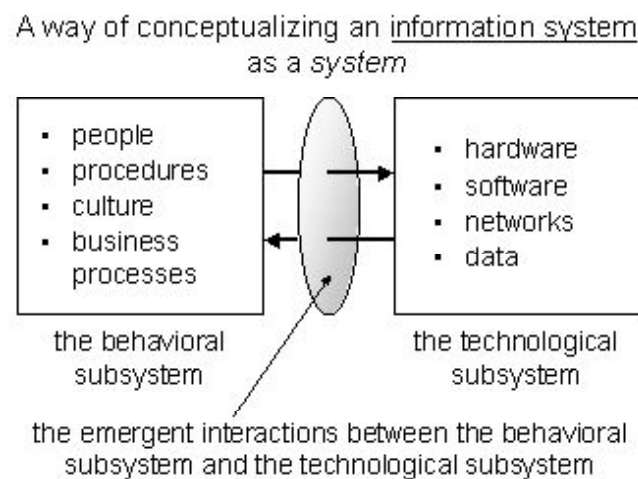 A way of conceptualizing an information system
as a system
▪ people
▪ procedures
▪ culture
▪ business
processes
▪ hardware
▪ software
▪ networks
▪ data
the behavioral
subsystem
the technological
subsystem
the emergent interactions between the behavioral
subsystem and the technological subsystem